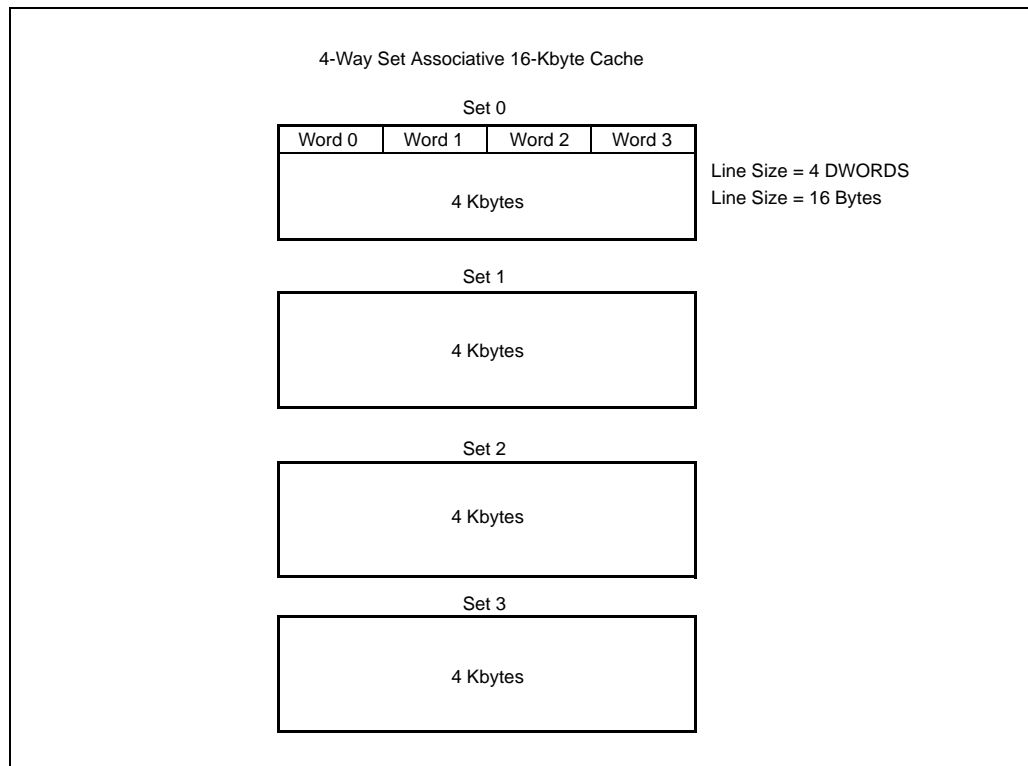 4-Way Set Associative 16-Kbyte Cache
Set 0
Word 0 Word 1 Word 2 Word 3
4 Kbytes
Line Size = 4 DWORDS
Line Size = 16 Bytes
Set 1
4 Kbytes
Set 2
4 Kbytes
Set 3
4 Kbytes